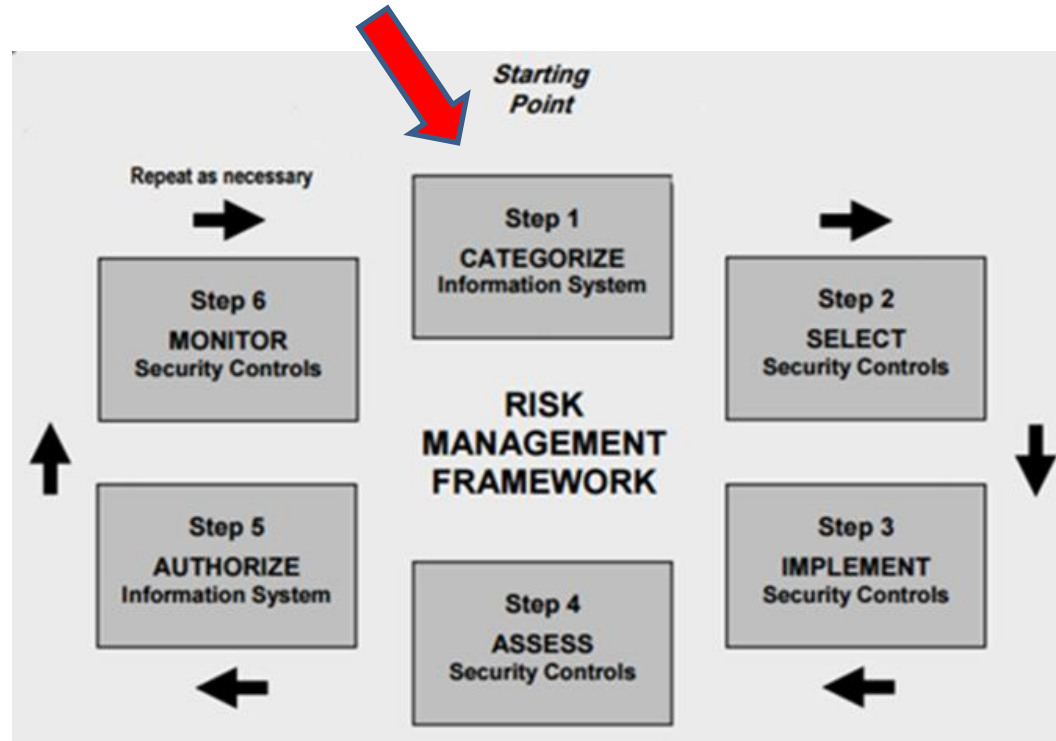 Starting
Point
Repeat as necessary
Step 1
CATEGORIZE
Information System
Step 2
SELECT
Security Controls
Step 3
IMPLEMENT
Security Controls
Step 4
ASSESS
Security Controls
Step 5
AUTHORIZE
Information System
Step 6
MONITOR
Security Controls
RISK
MANAGEMENT
FRAMEWORK